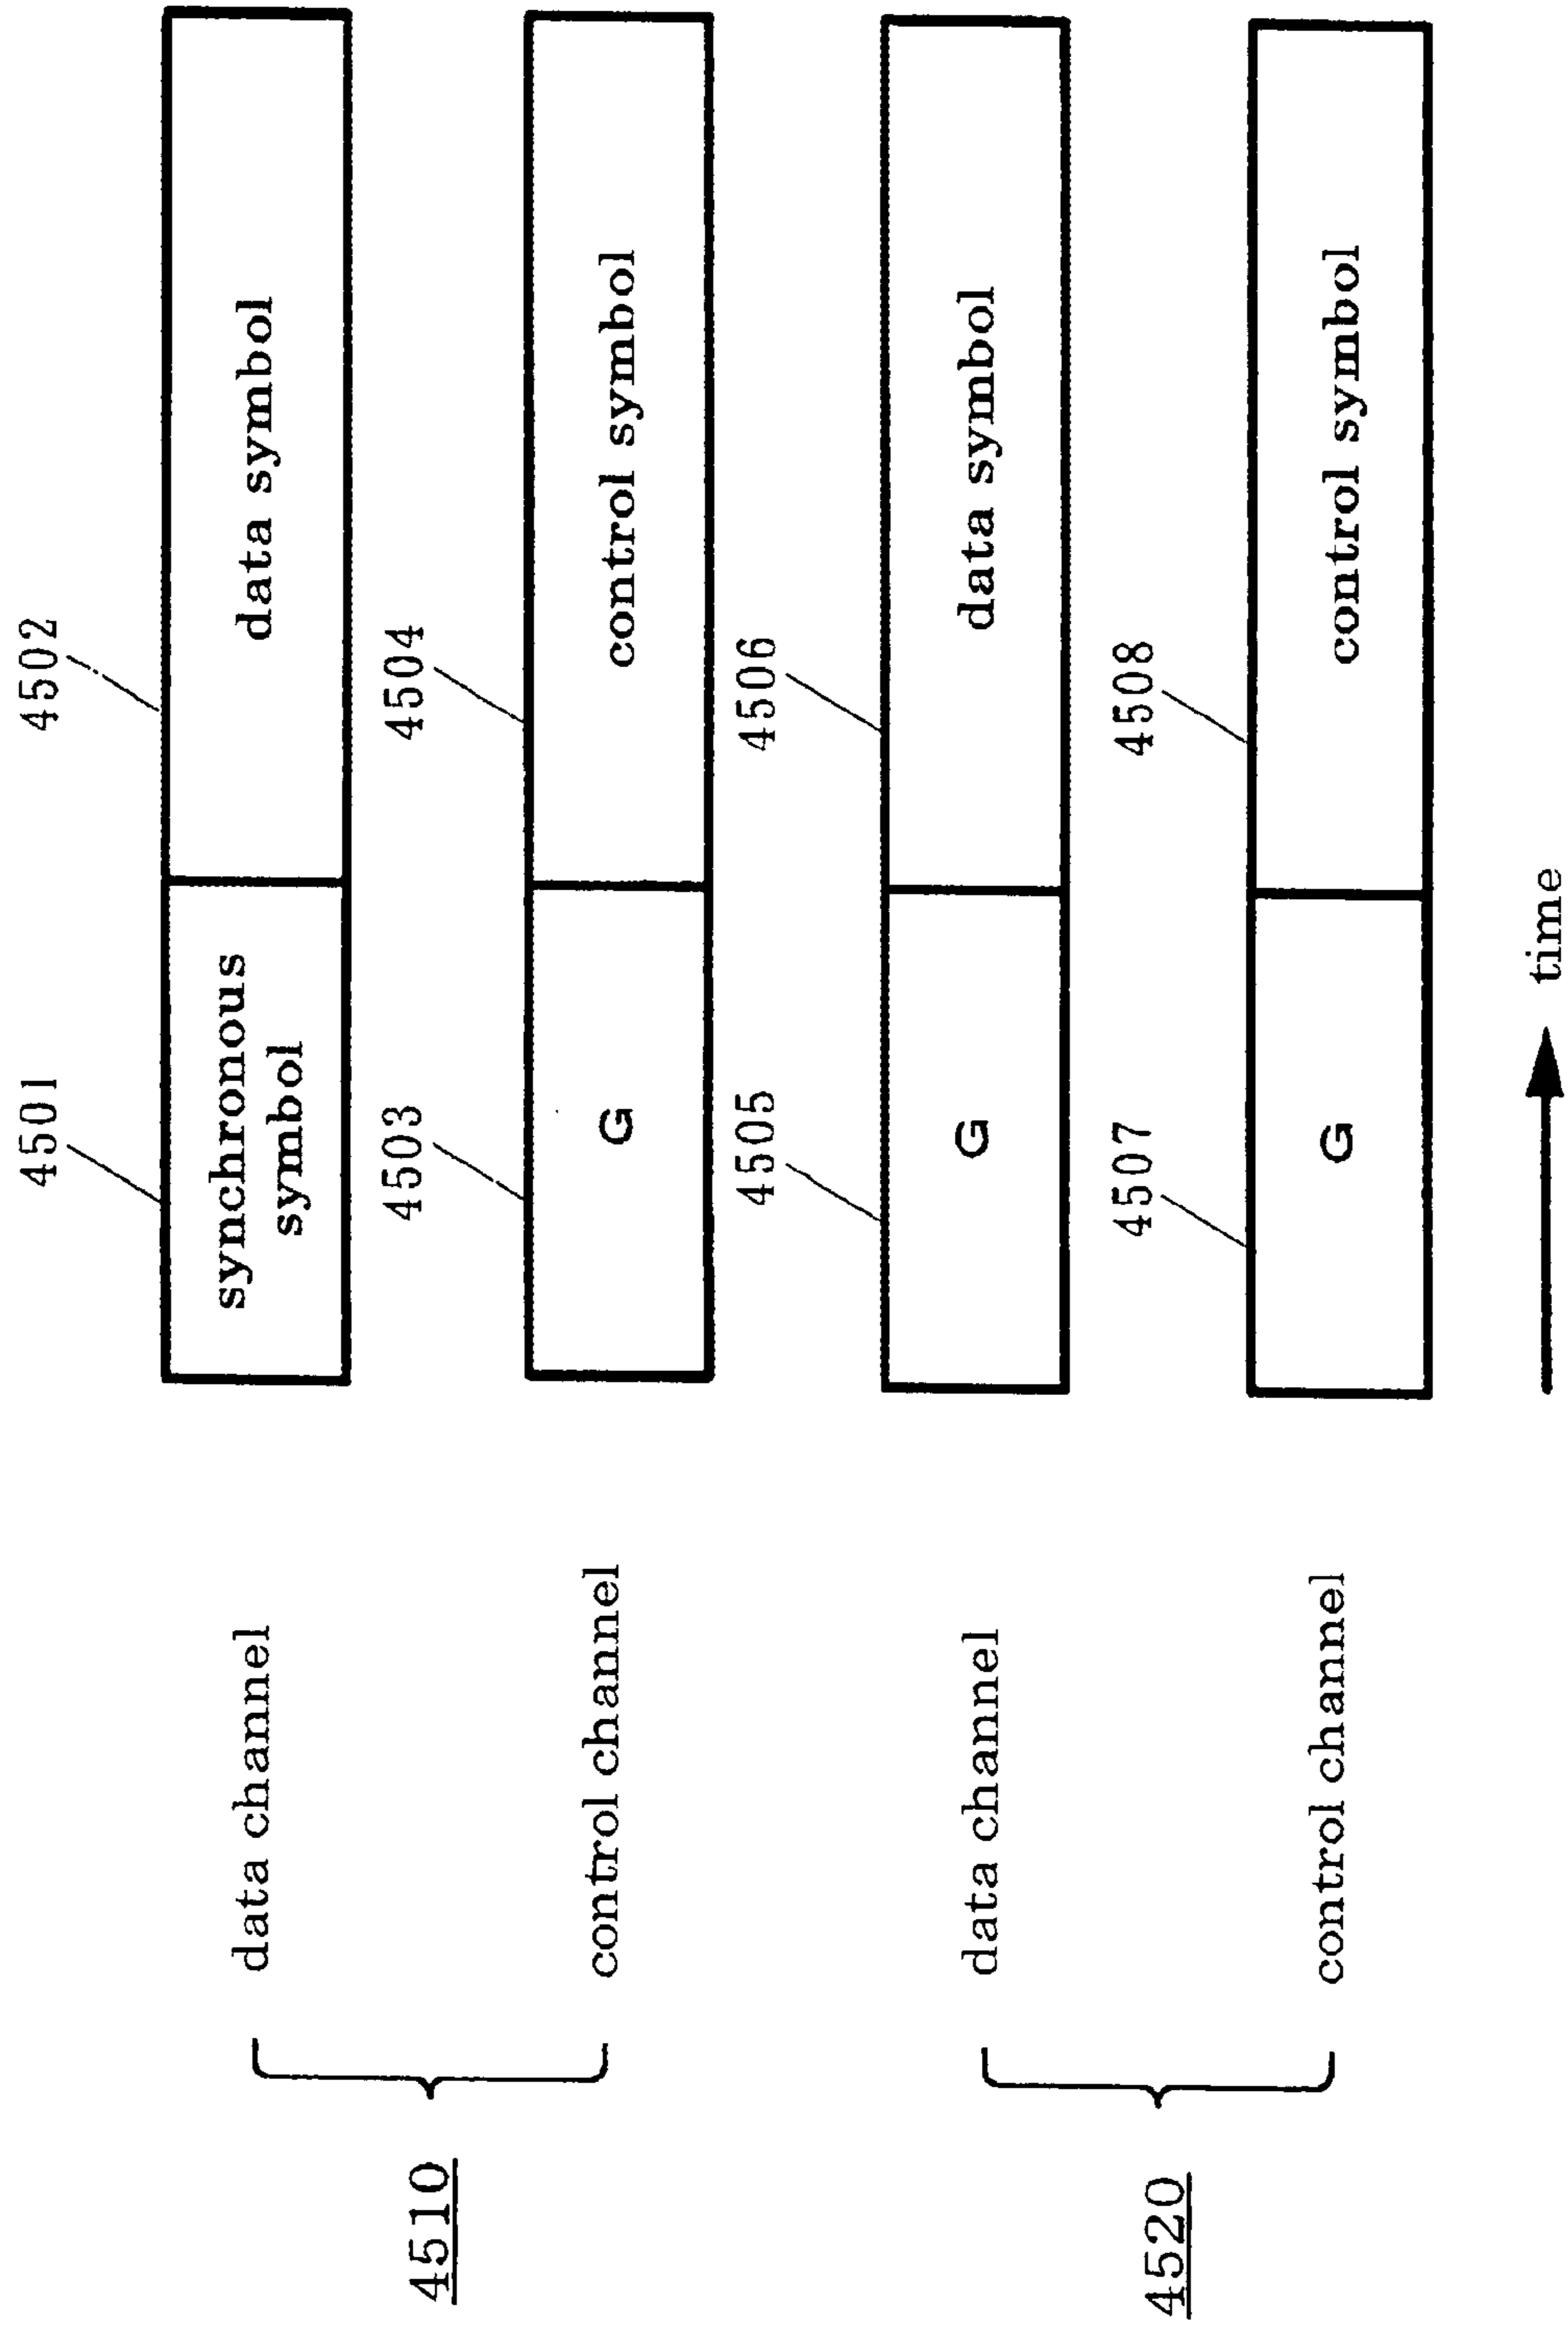 4501
4502
data channel
synchronous
symbol
data symbol
4510
4503
4504
control channel
G
control symbol
4505
4506
data channel
G
data symbol
4520
4507
4508
control channel
G
control symbol
time